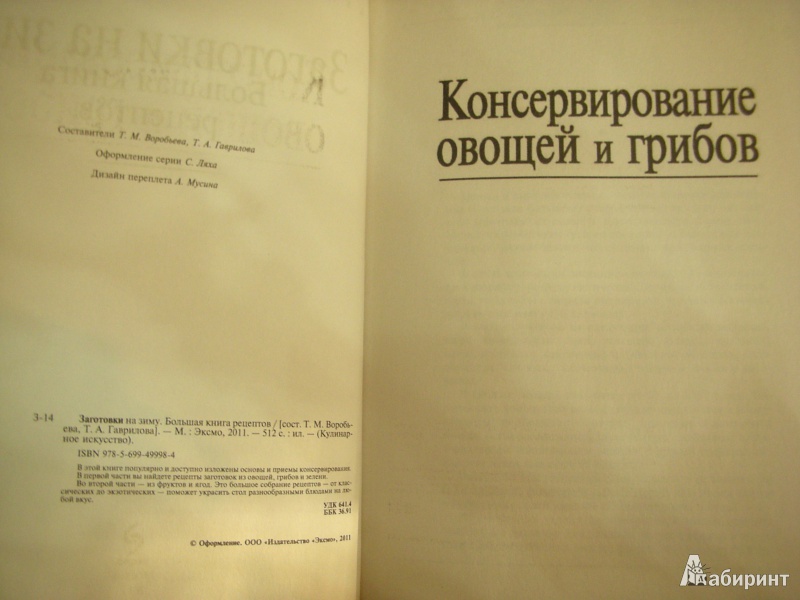 Составители Т. М. Воробьева, Т. А. Гаврилова
Оформление серии С. Ляха
Дизайн переплета А. Мусина
З-14
Заготовки на зиму. Большая книга рецептов / [сост. Т. М. Воробь-
ева, Т. А. Гаврилова]. — М. : Эксмо, 2011. — 512 с. : ил. — (Кулинар-
ное искусство).
ISBN 978-5-699-49998-4
В этой книге популярно и доступно изложены основы и приемы консервирования.
В первой части вы найдете рецепты заготовок из овощей, грибов и зелени.
Во второй части — из фруктов и ягод. Это большое собрание рецептов — от клас-
сических до экзотических — поможет украсить стол разнообразными блюдами на лю-
бой вкус.
УДК 641.4
ББК 36.91
© Оформление. ООО «Издательство «Эксмо», 2011
Консервирование
овощей и грибов
Лабиринт